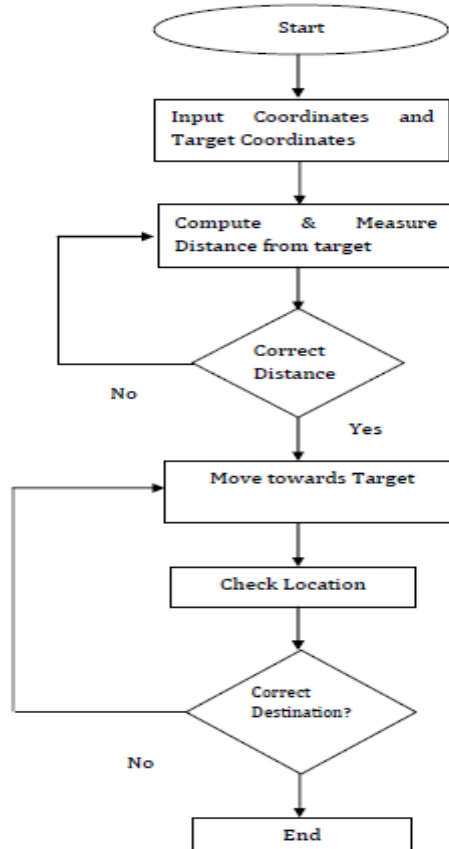 Start
Input Coordinates and
Target Coordinates
Compute & Measure
Distance from target
Correct
Distance
No
Yes
Move towards Target
Check Location
Correct
Destination?
No
End